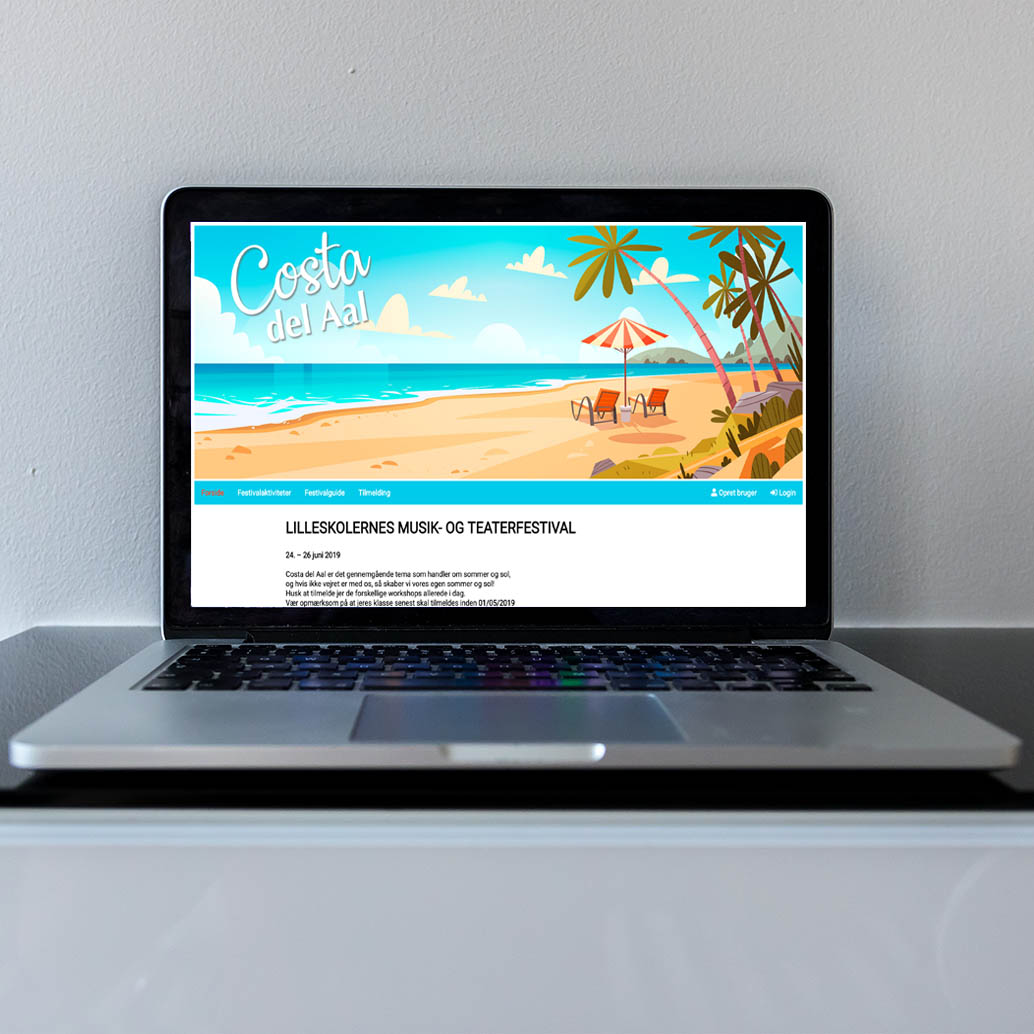 Costa
del Aal
Forside Festivalaktiviteter Festivalguide Tilmelding Opret bruger Login
LILLESKOLERNES MUSIK- OG TEATERFESTIVAL
24. – 26 juni 2019
Costa del Aal er det gennemgående tema som handler om sommer og sol,
og hvis ikke vejret er med os, så skaber vi vores egen sommer og sol!
Husk at tilmelde jer de forskellige workshops allerede i dag.
Vær opmærksom på at jeres klasse senest skal tilmeldes inden 01/05/2019